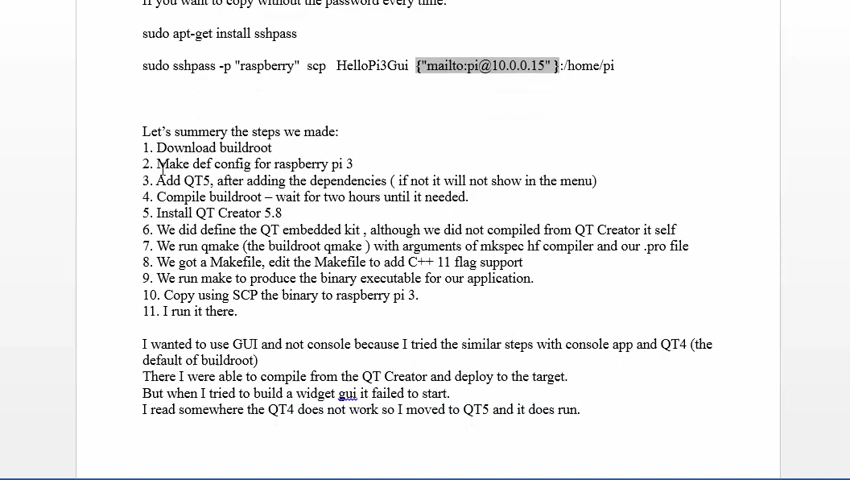 If you want to copy without the password every time:
sudo apt-get install sshpass
sudo sshpass -p "raspberry" scp HelloPi3Gui {"mailto:pi@10.0.0.15" }:/home/pi
Let's summery the steps we made:
1. Download buildroot
2. Make def config for raspberry pi 3
3. Add QT5, after adding the dependencies ( if not it will not show in the menu)
4. Compile buildroot – wait for two hours until it needed.
5. Install QT Creator 5.8
6. We did define the QT embedded kit , although we did not compiled from QT Creator it self
7. We run qmake (the buildroot qmake ) with arguments of mkspec hf compiler and our .pro file
8. We got a Makefile, edit the Makefile to add C++ 11 flag support
9. We run make to produce the binary executable for our application.
10. Copy using SCP the binary to raspberry pi 3.
11. I run it there.
I wanted to use GUI and not console because I tried the similar steps with console app and QT4 (the
default of buildroot)
There I were able to compile from the QT Creator and deploy to the target.
But when I tried to build a widget gui it failed to start.
I read somewhere the QT4 does not work so I moved to QT5 and it does run.